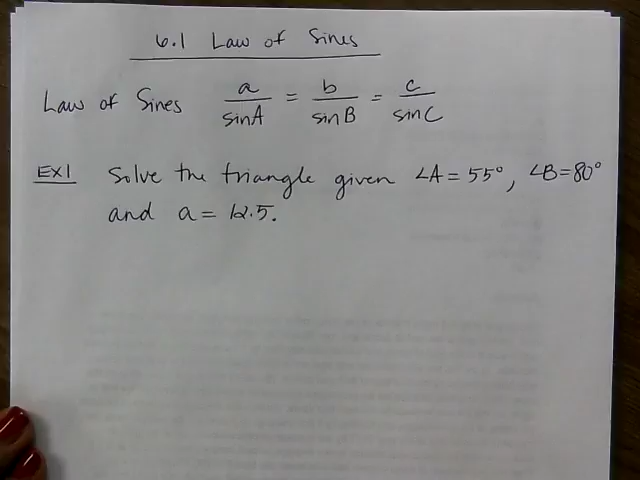 6.1 Law of Sines
Law of Sines a/sinA = b/sinB = c/sinC
EX1 Solve the triangle given ∠A = 55°, ∠B = 80°
and a = 12.5.